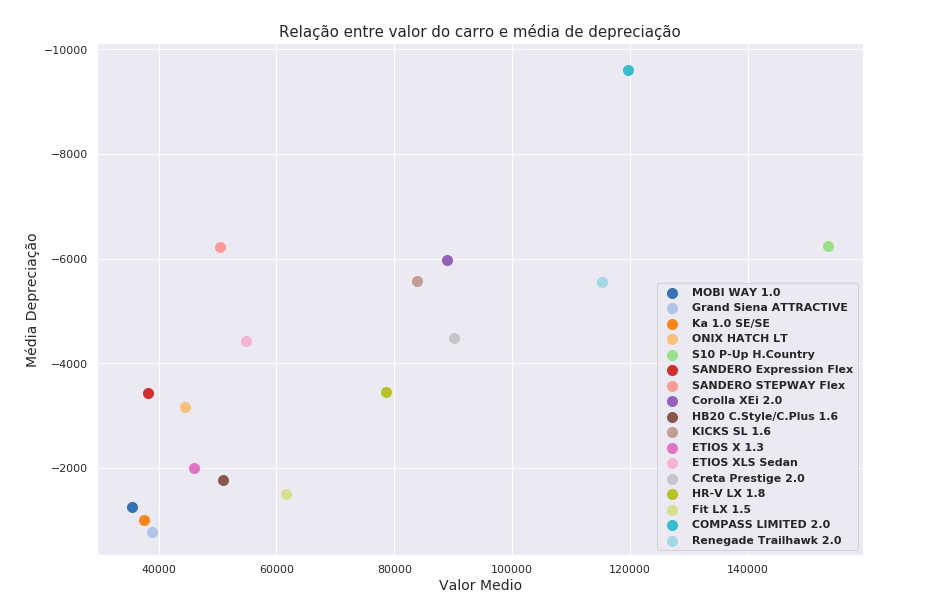 Relação entre valor do carro e média de depreciação
−10000
−8000
−6000
−4000
−2000
Média Depreciação
MOBI WAY 1.0
Grand Siena ATTRACTIVE
Ka 1.0 SE/SE
ONIX HATCH LT
S10 P-Up H.Country
SANDERO Expression Flex
SANDERO STEPWAY Flex
Corolla XEi 2.0
HB20 C.Style/C.Plus 1.6
KICKS SL 1.6
ETIOS X 1.3
ETIOS XLS Sedan
Creta Prestige 2.0
HR-V LX 1.8
Fit LX 1.5
COMPASS LIMITED 2.0
Renegade Trailhawk 2.0
40000 60000 80000 100000 120000 140000
Valor Medio